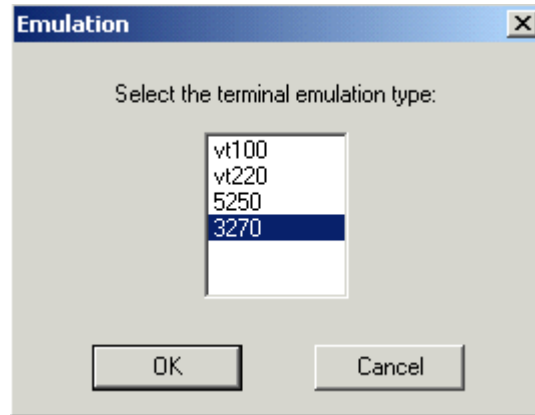 Emulation
Select the terminal emulation type:
vt100
vt220
5250
3270
OK Cancel